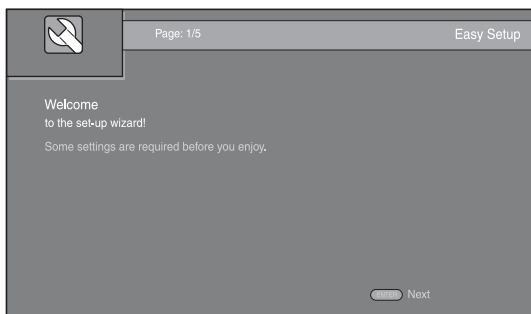 Page: 1/5
Easy Setup
Welcome
to the set-up wizard!
Some settings are required before you enjoy.
ENTER Next